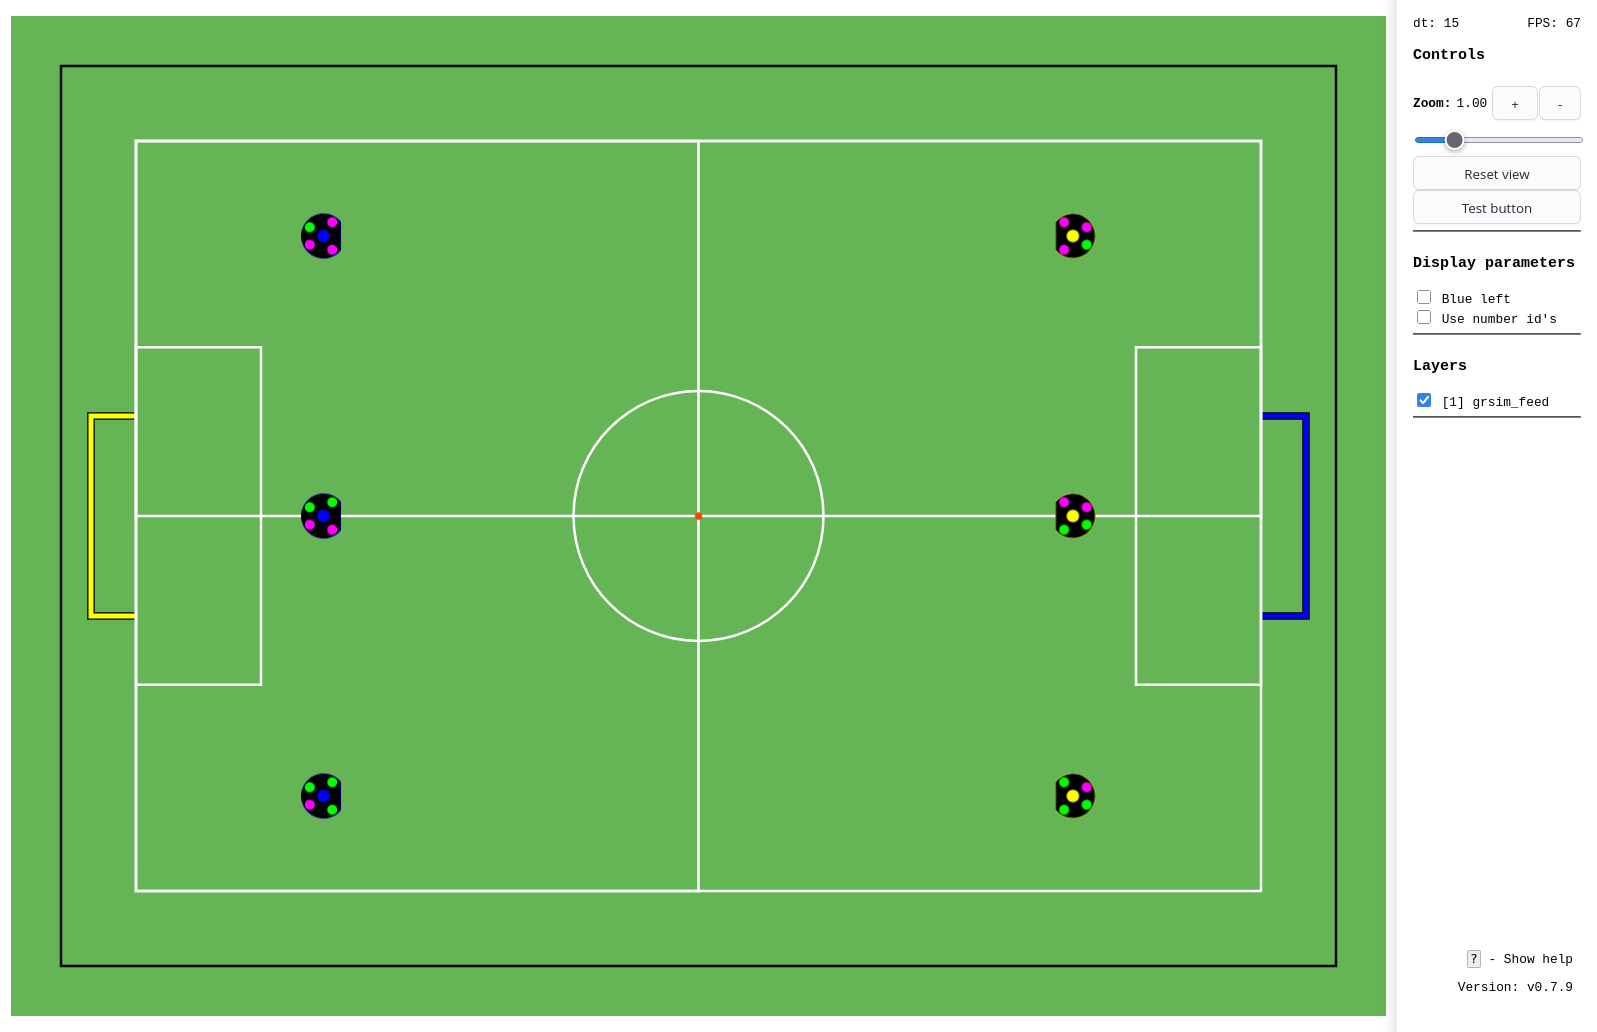 dt: 15 FPS: 67
Controls
Zoom: 1.00 + -
Reset view
Test button
Display parameters
Blue left
Use number id's
Layers
[1] grsim_feed
? - Show help
Version: v0.7.9